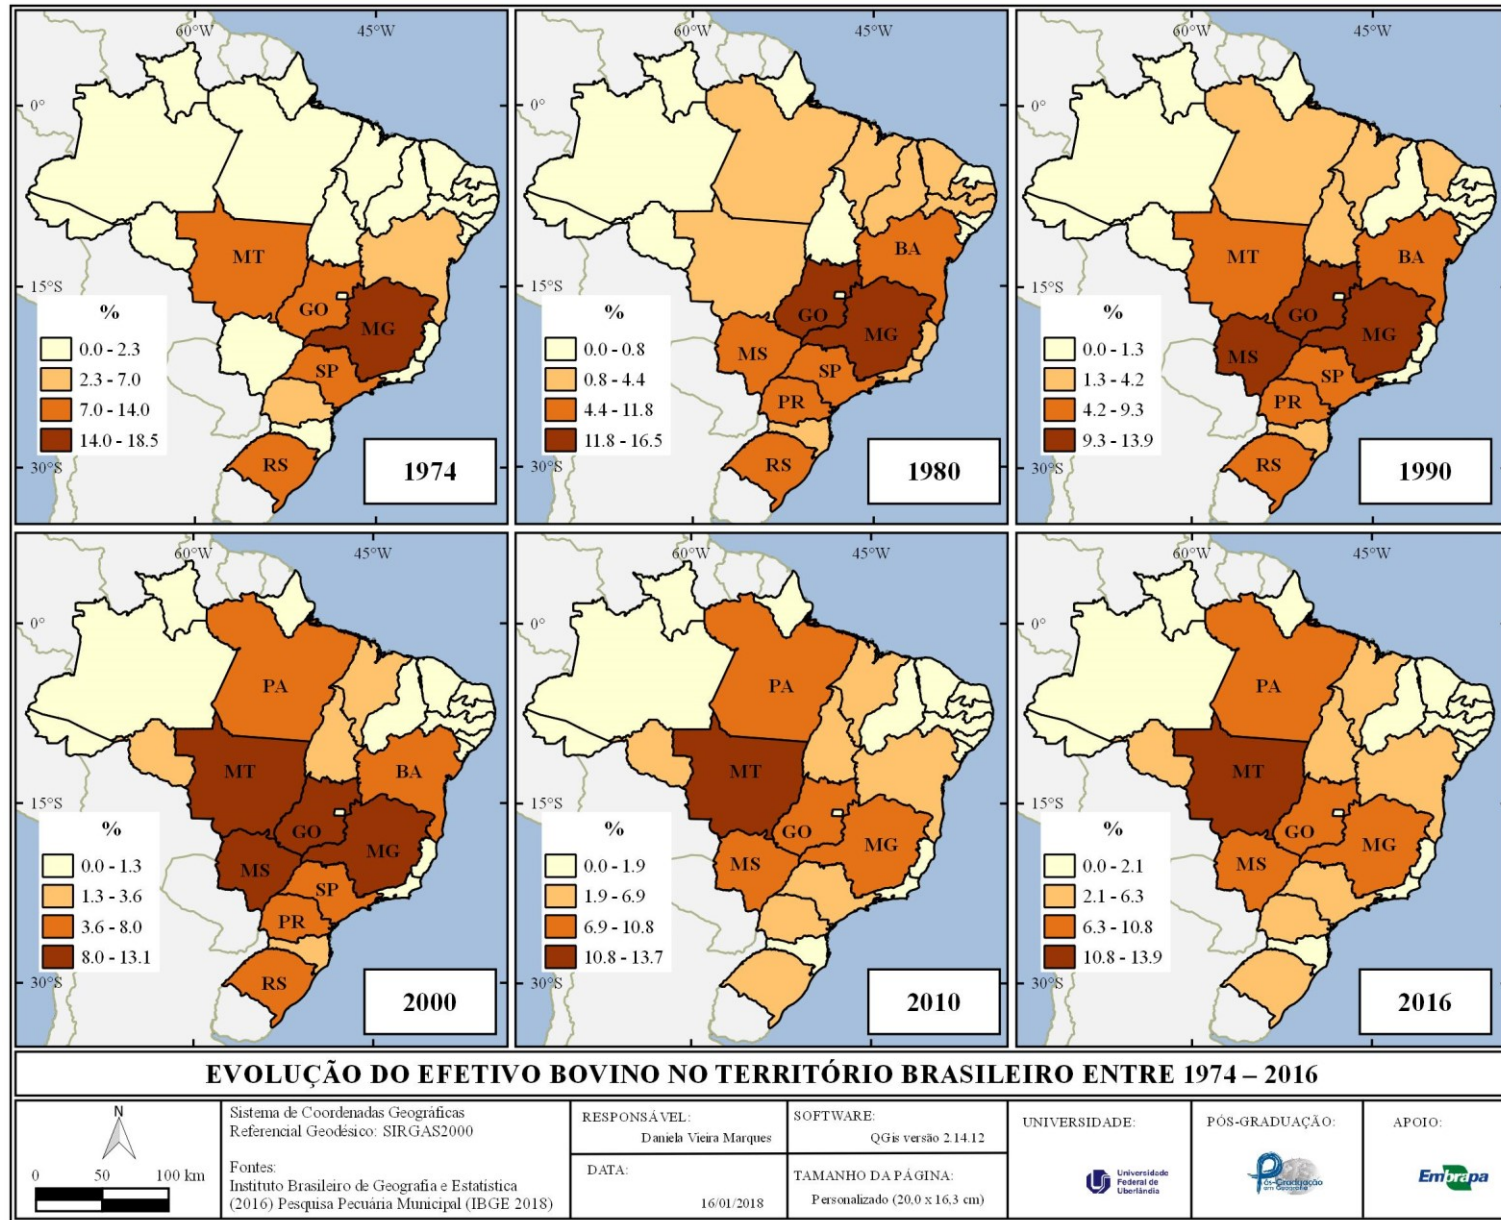 60°W 45°W
0°
15°S
30°S
MT
GO
MG
SP
RS
%
0.0 - 2.3
2.3 - 7.0
7.0 - 14.0
14.0 - 18.5
1974
60°W 45°W
0°
15°S
30°S
BA
GO
MG
MS
SP
PR
RS
%
0.0 - 0.8
0.8 - 4.4
4.4 - 11.8
11.8 - 16.5
1980
60°W 45°W
0°
15°S
30°S
MT
BA
GO
MG
MS
SP
PR
RS
%
0.0 - 1.3
1.3 - 4.2
4.2 - 9.3
9.3 - 13.9
1990
60°W 45°W
0°
15°S
30°S
PA
MT
BA
GO
MG
MS
SP
PR
RS
%
0.0 - 1.3
1.3 - 3.6
3.6 - 8.0
8.0 - 13.1
2000
60°W 45°W
0°
15°S
30°S
PA
MT
GO
MG
MS
%
0.0 - 1.9
1.9 - 6.9
6.9 - 10.8
10.8 - 13.7
2010
60°W 45°W
0°
15°S
30°S
PA
MT
GO
MG
MS
%
0.0 - 2.1
2.1 - 6.3
6.3 - 10.8
10.8 - 13.9
2016
EVOLUÇÃO DO EFETIVO BOVINO NO TERRITÓRIO BRASILEIRO ENTRE 1974 – 2016
N
0 50 100 km
Sistema de Coordenadas Geográficas
Referencial Geodésico: SIRGAS2000
Fontes:
Instituto Brasileiro de Geografia e Estatística
(2016) Pesquisa Pecuária Municipal (IBGE 2018)
RESPONSÁVEL:
Daniela Vieira Marques
DATA:
16/01/2018
SOFTWARE:
QGis versão 2.14.12
TAMANHO DA PÁGINA:
Personalizado (20,0 x 16,3 cm)
UNIVERSIDADE:
Universidade
Federal de
Uberlândia
PÓS-GRADUAÇÃO:
Pós-Graduação
em Geografia
APOIO:
Embrapa